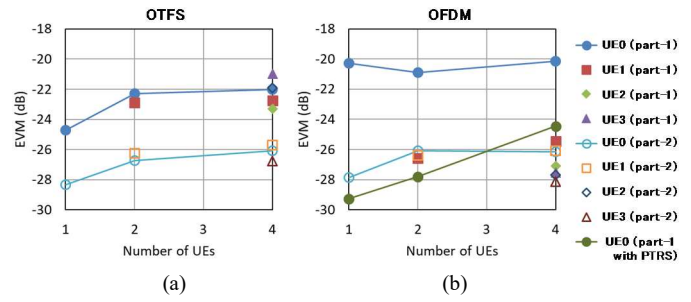 OTFS
OFDM
-18
-20
-22
-24
-26
-28
-30
EVM (dB)
1
2
4
Number of UEs
(a)
-18
-20
-22
-24
-26
-28
-30
EVM (dB)
1
2
4
Number of UEs
(b)
UE0 (part-1)
UE1 (part-1)
UE2 (part-1)
UE3 (part-1)
UE0 (part-2)
UE1 (part-2)
UE2 (part-2)
UE3 (part-2)
UE0 (part-1
with PTRS)